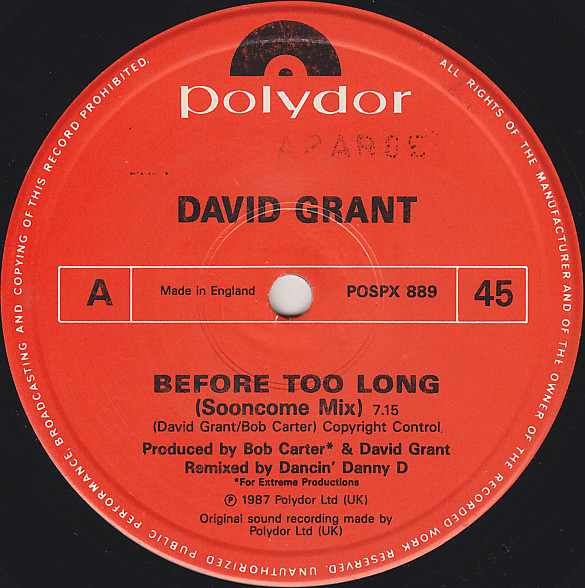 polydor
DAVID GRANT
A
Made in England
POSPX 889
45
BEFORE TOO LONG
(Sooncome Mix) 7.15
(David Grant/Bob Carter) Copyright Control.
Produced by Bob Carter* & David Grant
Remixed by Dancin' Danny D
*For Extreme Productions
℗ 1987 Polydor Ltd (UK)
Original sound recording made by
Polydor Ltd (UK)
ALL RIGHTS OF THE MANUFACTURER AND OF THE OWNER OF THE RECORDED WORK RESERVED. UNAUTHORIZED PUBLIC PERFORMANCE, BROADCASTING AND COPYING OF THIS RECORD PROHIBITED.